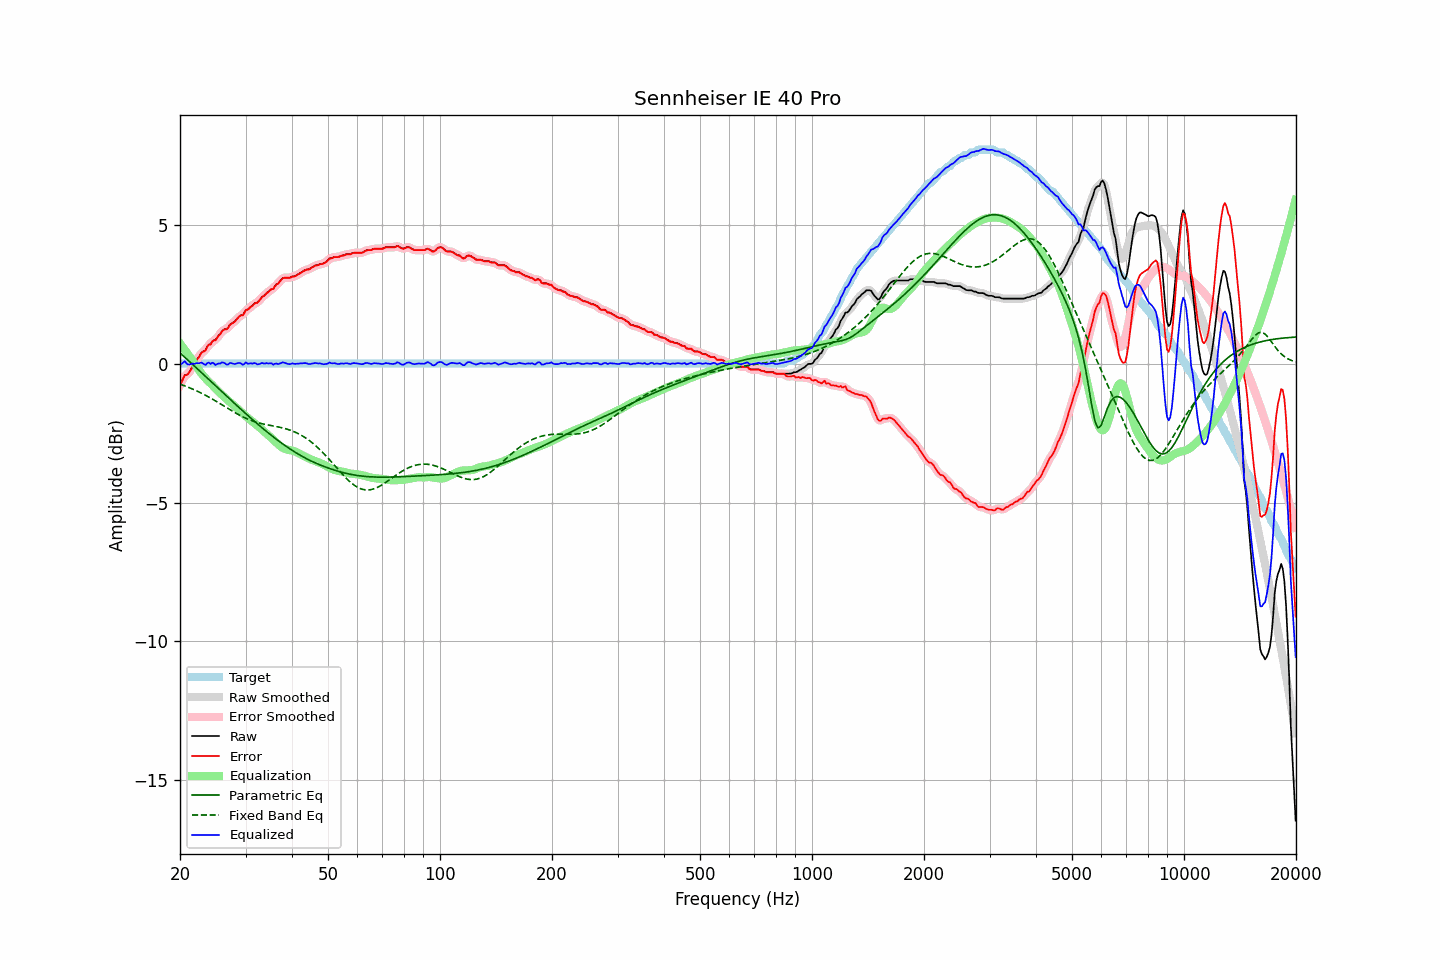 Sennheiser IE 40 Pro
Amplitude (dBr)
5
0
−5
−10
−15
Target
Raw Smoothed
Error Smoothed
Raw
Error
Equalization
Parametric Eq
Fixed Band Eq
Equalized
20 50 100 200 500 1000 2000 5000 10000 20000
Frequency (Hz)